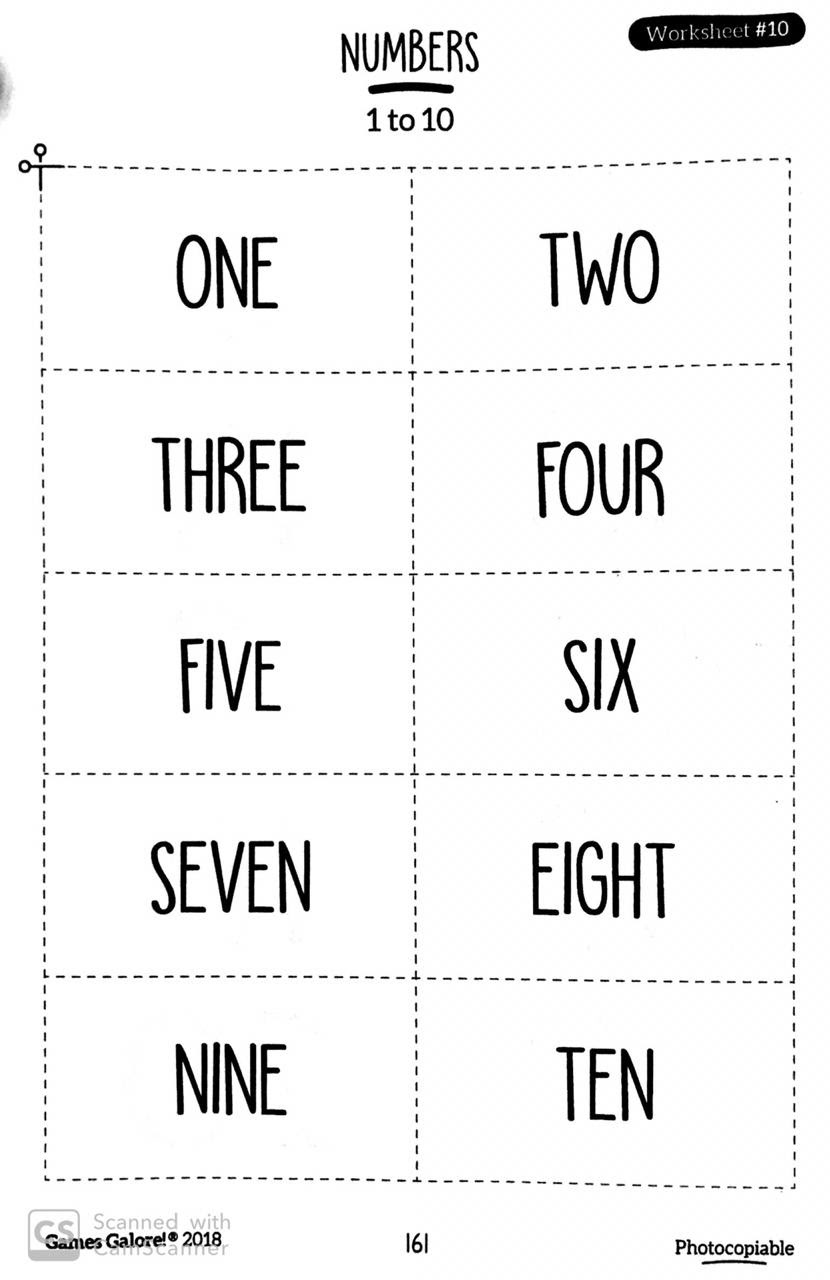 Worksheet #10
NUMBERS
1 to 10
ONE
TWO
THREE
FOUR
FIVE
SIX
SEVEN
EIGHT
NINE
TEN
CS
Scanned with
CamScanner
Games Galore!® 2018
161
Photocopiable